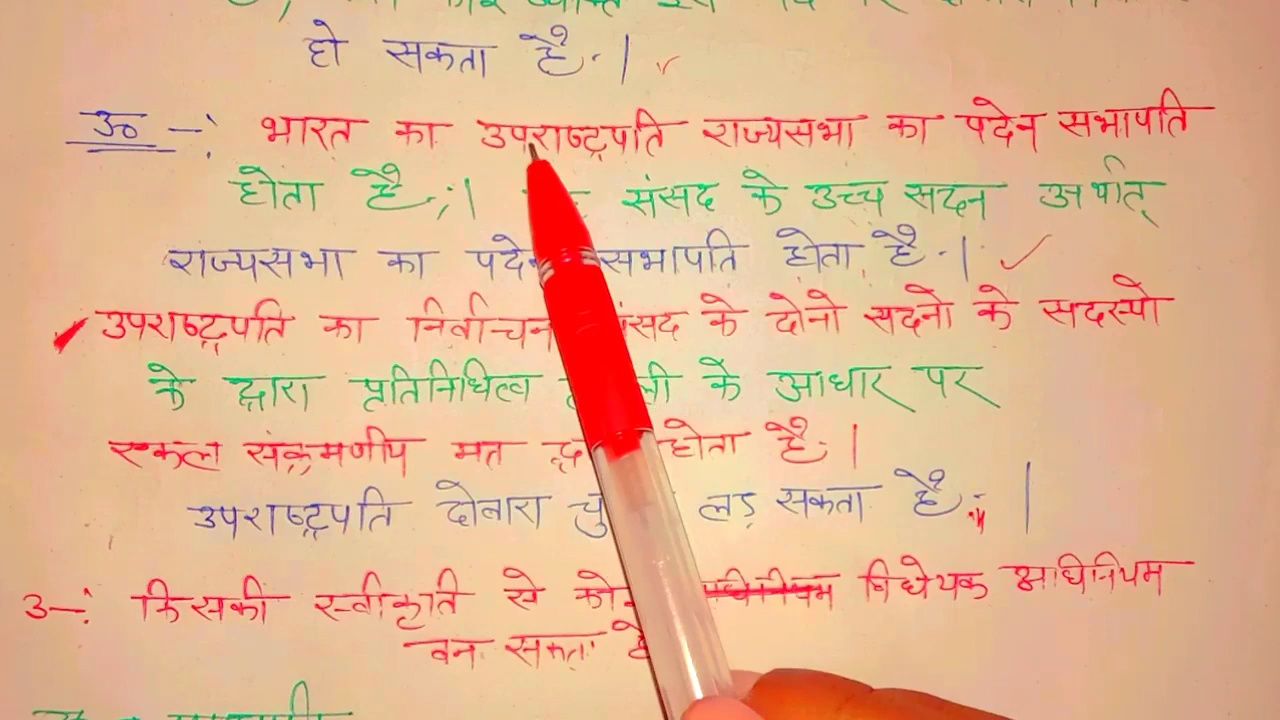 हो सकता है।
उ० -: भारत का उपराष्ट्रपति राज्यसभा का पदेन सभापति
होता है;। संसद के उच्च सदन अर्थात्
राज्यसभा का पदेन सभापति होता है।
उपराष्ट्रपति का निर्वाचन संसद के दोनो सदनो के सदस्यो
के द्वारा प्रतिनिधित्व के आधार पर
एकल संक्रमणीय मत होता है।
उपराष्ट्रपति दोबारा लड़ सकता है;।
3-: किसकी स्वीकृति से विधेयक अधिनियम
बन सकता है